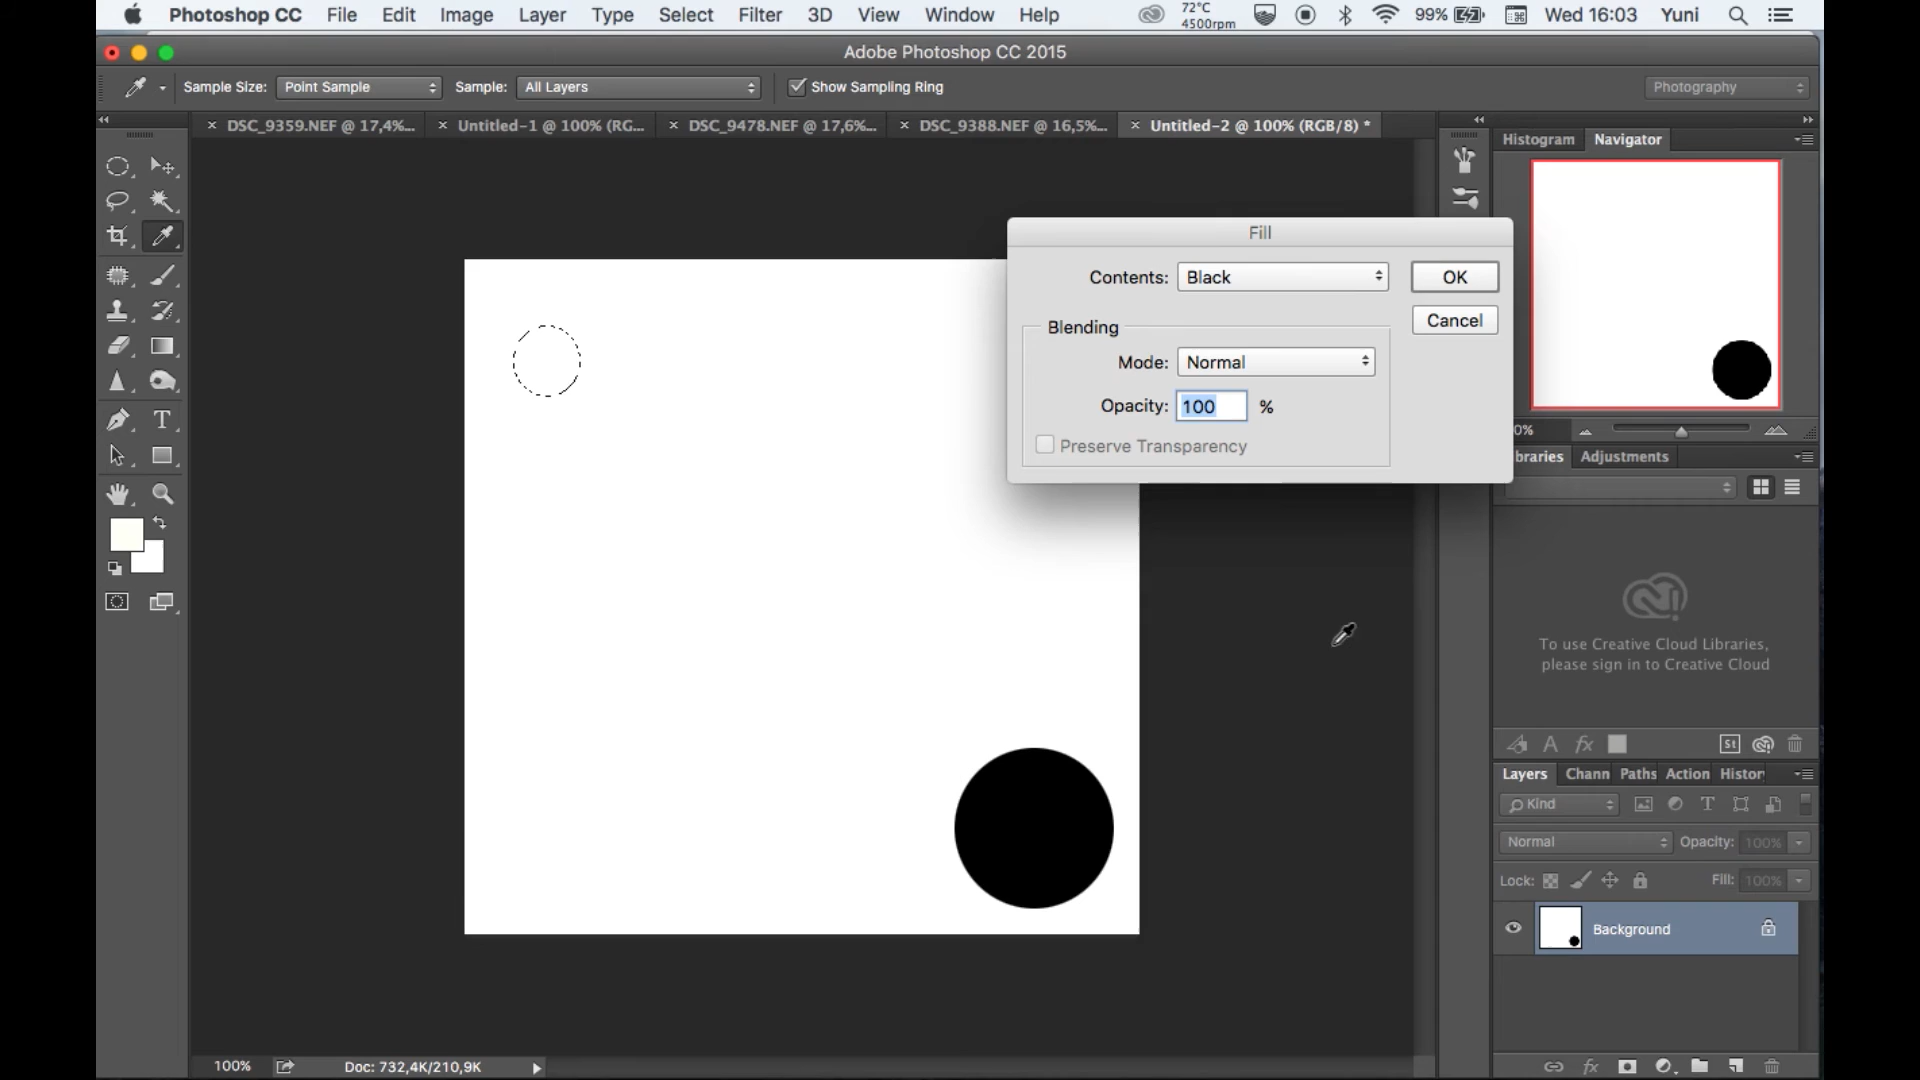 Photoshop CC File Edit Image Layer Type Select Filter 3D View Window Help 72°C 4500rpm 99% Wed 16:03 Yuni
Adobe Photoshop CC 2015
Sample Size: Point Sample Sample: All Layers Show Sampling Ring Photography
DSC_9359.NEF @ 17,4%... Untitled-1 @ 100% (RG... DSC_9478.NEF @ 17,6%... DSC_9388.NEF @ 16,5%... Untitled-2 @ 100% (RGB/8) *
Histogram Navigator
Fill
Contents: Black OK
Cancel
Blending
Mode: Normal
Opacity: 100 %
Preserve Transparency
0%
braries Adjustments
To use Creative Cloud Libraries,
please sign in to Creative Cloud
A fx St
Layers Chann Paths Action Histor
Kind T
Normal Opacity: 100%
Lock: Fill: 100%
Background
100% Doc: 732,4K/210,9K fx